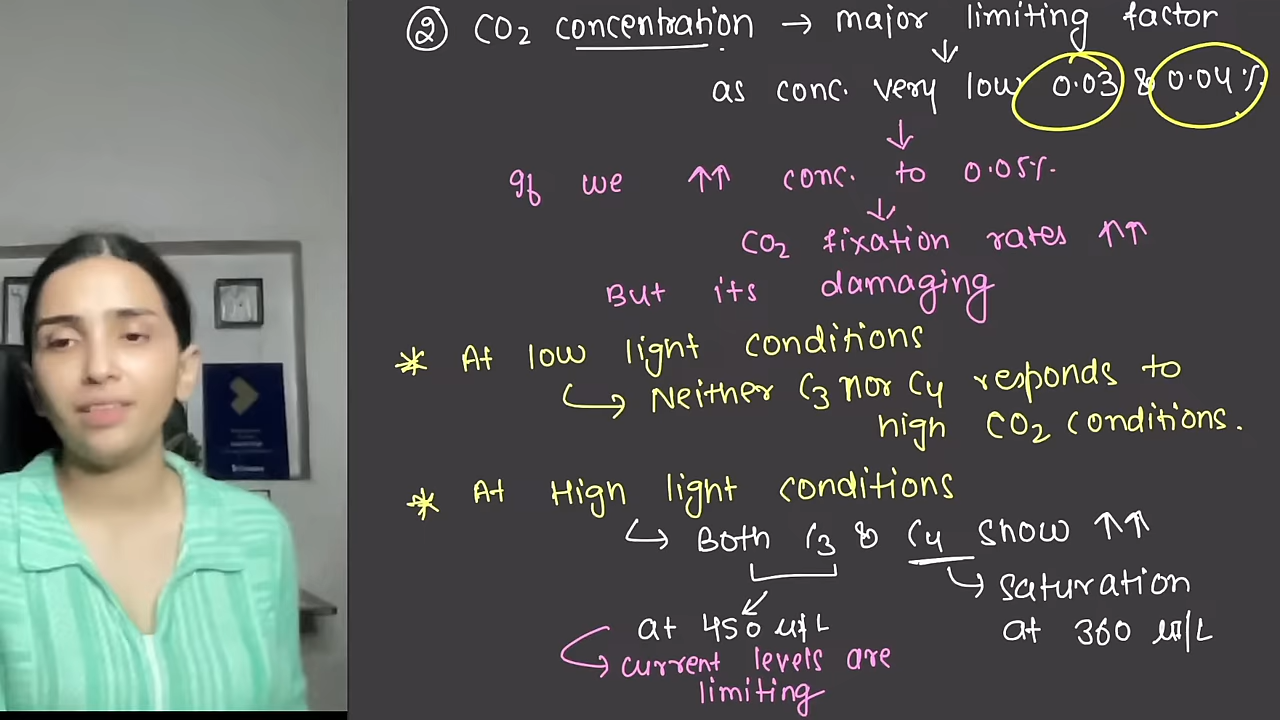 ② CO2 concentration → major limiting factor
↓
as conc. very low 0.03 & 0.04%
↓
If we ↑↑ conc. to 0.05%.
↓
CO2 fixation rates ↑↑
But its damaging
* At low light conditions
↳ Neither C3 nor C4 responds to
high CO2 conditions.
* At High light conditions
↳ Both C3 & C4 show ↑↑
↳ saturation
at 450 μl/L
at 360 μl/L
↳ current levels are
limiting